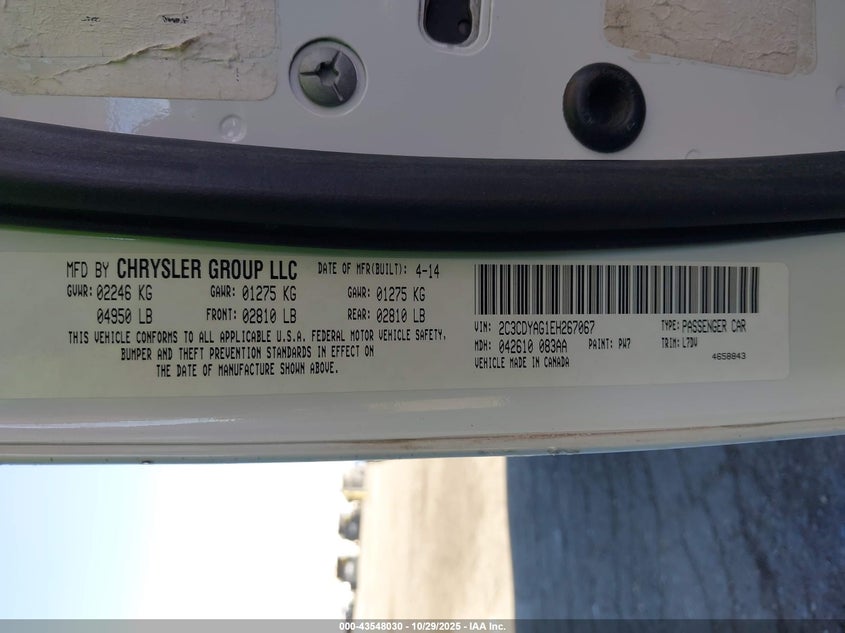 MFD BY CHRYSLER GROUP LLC DATE OF MFR(BUILT): 4-14
GVWR: 02246 KG GAWR: 01275 KG GAWR: 01275 KG
04950 LB FRONT: 02810 LB REAR: 02810 LB
THIS VEHICLE CONFORMS TO ALL APPLICABLE U.S.A. FEDERAL MOTOR VEHICLE SAFETY,
BUMPER AND THEFT PREVENTION STANDARDS IN EFFECT ON
THE DATE OF MANUFACTURE SHOWN ABOVE.
VIN: 2C3CDYAG1EH267067 TYPE: PASSENGER CAR
MDH: 042610 083AA PAINT: PW7 TRIM: L7DV
VEHICLE MADE IN CANADA 4658843
000-43548030 - 10/29/2025 - IAA Inc.